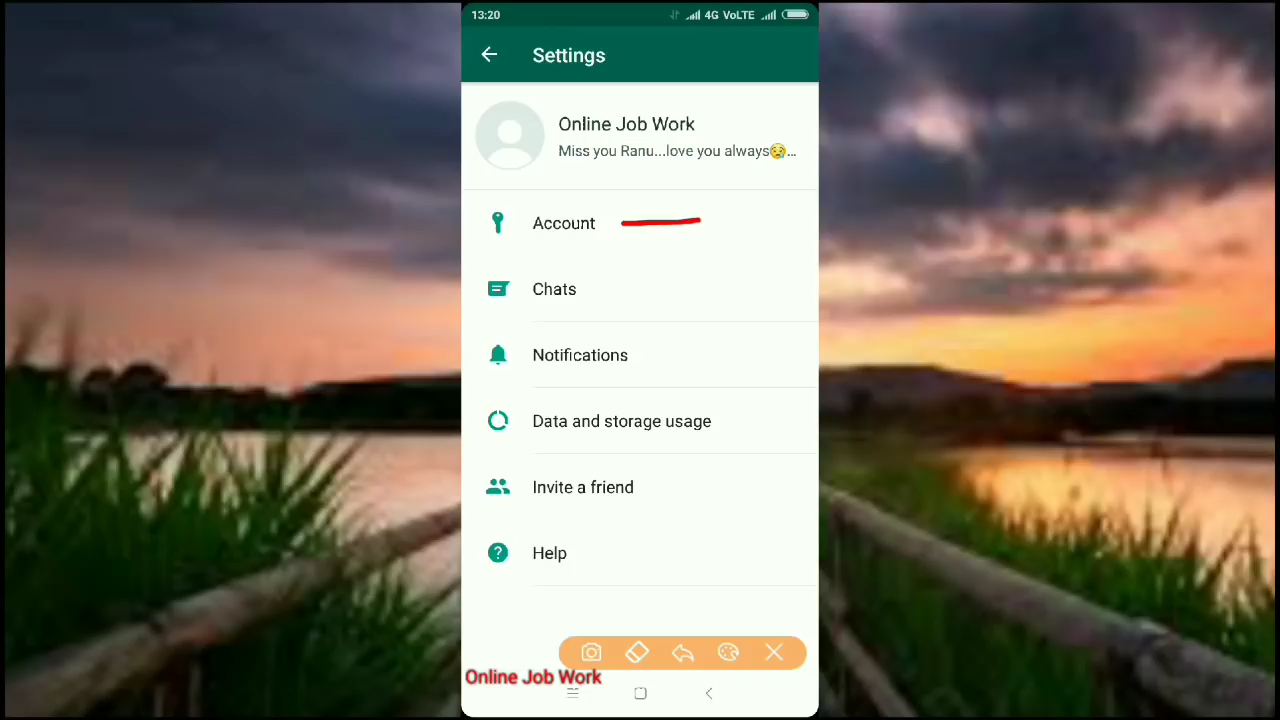 13:20 4G VoLTE
Settings
Online Job Work
Miss you Ranu...love you always😢...
Account
Chats
Notifications
Data and storage usage
Invite a friend
? Help
Online Job Work